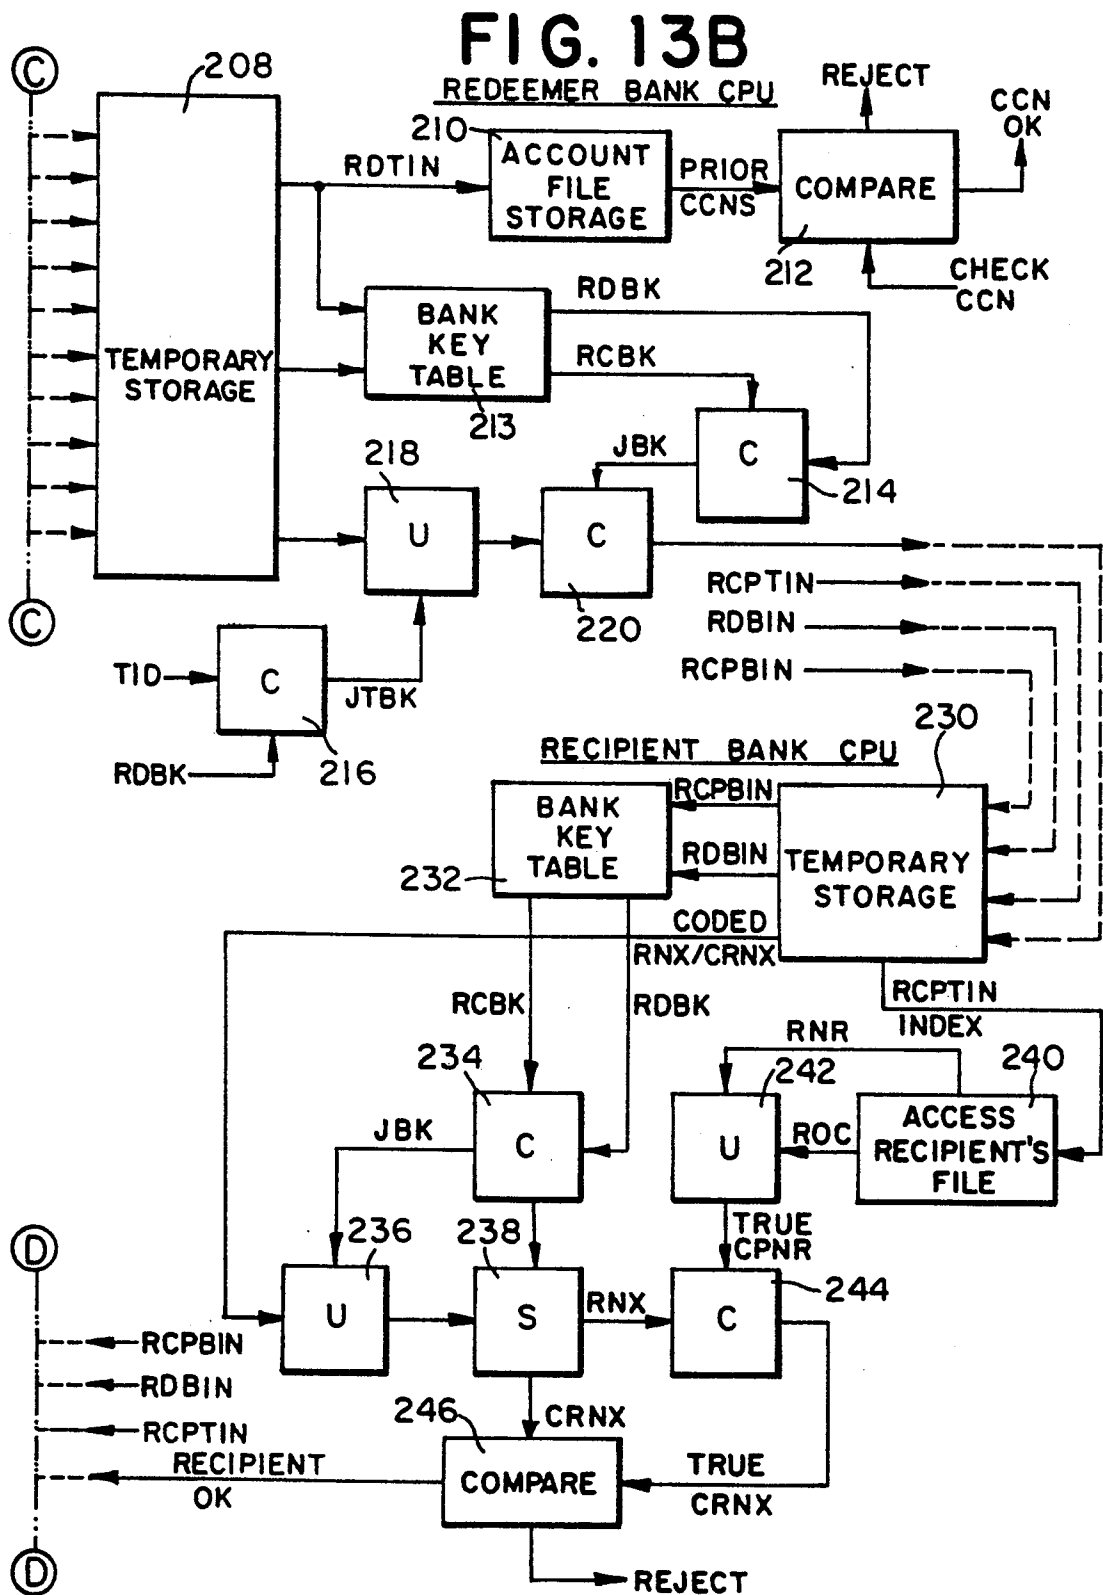 FIG. 13B
REDEEMER BANK CPU
C
208
REJECT
CCN
OK
210
ACCOUNT
FILE
STORAGE
RDTIN
PRIOR
CCNS
COMPARE
212
CHECK
CCN
RDBK
BANK
KEY
TABLE
213
RCBK
TEMPORARY
STORAGE
C
214
JBK
218
U
C
220
C
RCPTIN
RDBIN
RCPBIN
TID
C
JTBK
216
RDBK
230
RECIPIENT BANK CPU
BANK
KEY
TABLE
232
RCPBIN
RDBIN
TEMPORARY
STORAGE
CODED
RNX/CRNX
RCBK
RDBK
RCPTIN
INDEX
RNR
234
242
240
C
JBK
U
ROC
ACCESS
RECIPIENT'S
FILE
TRUE
CPNR
D
236
238
244
U
S
RNX
C
RCPBIN
RDBIN
RCPTIN
RECIPIENT
OK
CRNX
246
COMPARE
TRUE
CRNX
REJECT
D